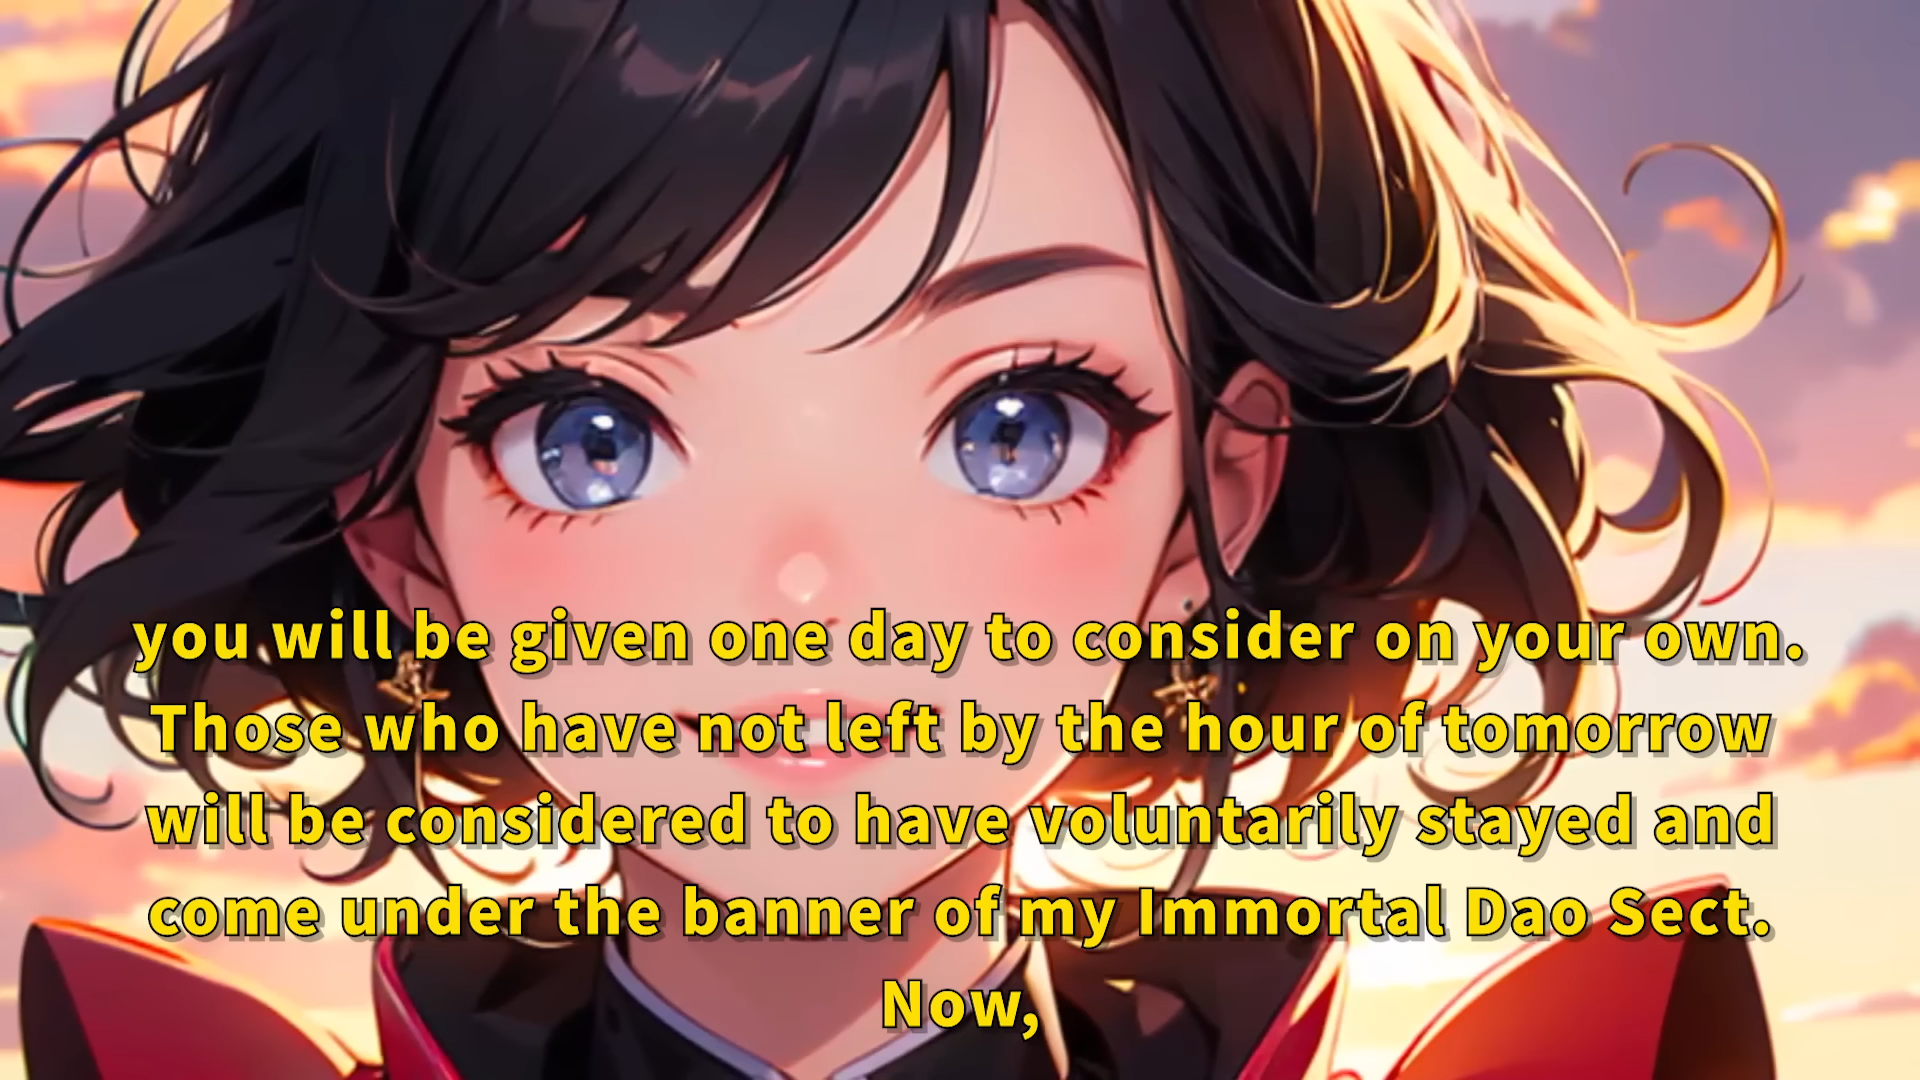 you will be given one day to consider on your own.
Those who have not left by the hour of tomorrow
will be considered to have voluntarily stayed and
come under the banner of my Immortal Dao Sect.
Now,